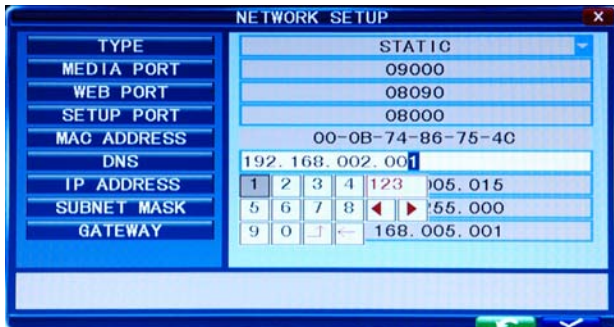 NETWORK SETUP X
TYPE STATIC
MEDIA PORT 09000
WEB PORT 08090
SETUP PORT 08000
MAC ADDRESS 00-0B-74-86-75-4C
DNS 192.168.002.001
IP ADDRESS 1 2 3 4 123 005.015
SUBNET MASK 5 6 7 8 255.000
GATEWAY 9 0 168.005.001